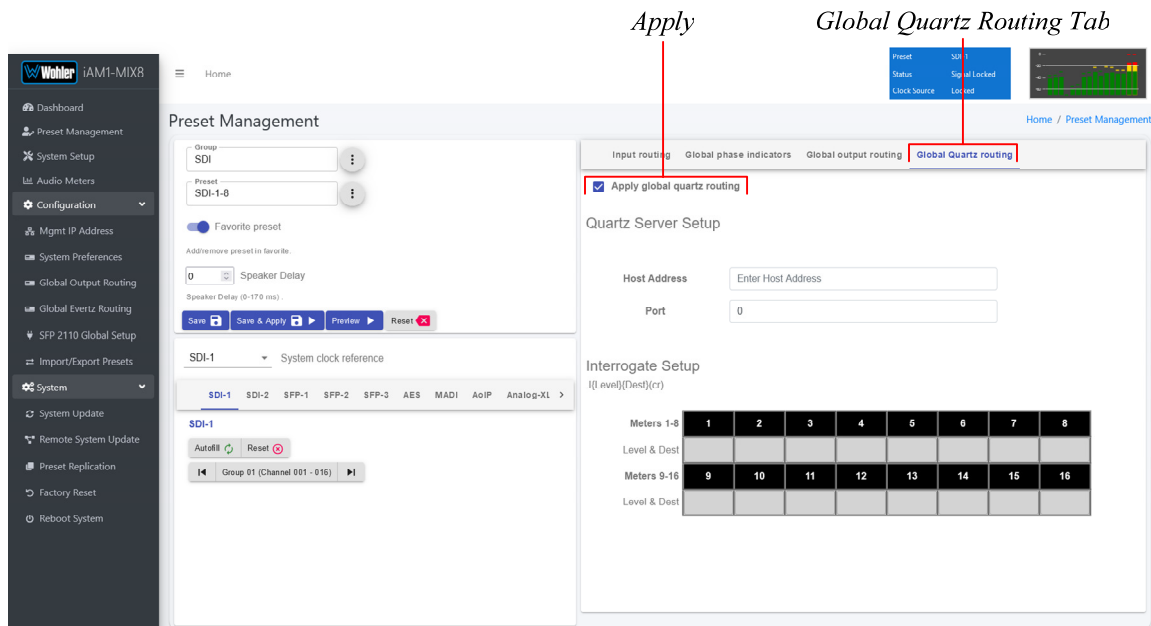 Apply
Global Quartz Routing Tab
Wohler iAM1-MIX8
Home
Preset SDI-1
Status Signal Locked
Clock Source Locked
Dashboard
Preset Management
System Setup
Audio Meters
Configuration
Mgmt IP Address
System Preferences
Global Output Routing
Global Evertz Routing
SFP 2110 Global Setup
Import/Export Presets
System
System Update
Remote System Update
Preset Replication
Factory Reset
Reboot System
Preset Management
Home / Preset Management
Group
SDI
Preset
SDI-1-8
Favorite preset
Add/remove preset in favorite.
0 Speaker Delay
Speaker Delay (0-170 ms) .
Save Save & Apply Preview Reset
SDI-1 System clock reference
SDI-1 SDI-2 SFP-1 SFP-2 SFP-3 AES MADI AoIP Analog-XL
SDI-1
Autofill Reset
Group 01 (Channel 001 - 016)
Input routing Global phase indicators Global output routing Global Quartz routing
Apply global quartz routing
Quartz Server Setup
Host Address Enter Host Address
Port 0
Interrogate Setup
I{Level}{Dest}(cr)
Meters 1-8 1 2 3 4 5 6 7 8
Level & Dest
Meters 9-16 9 10 11 12 13 14 15 16
Level & Dest